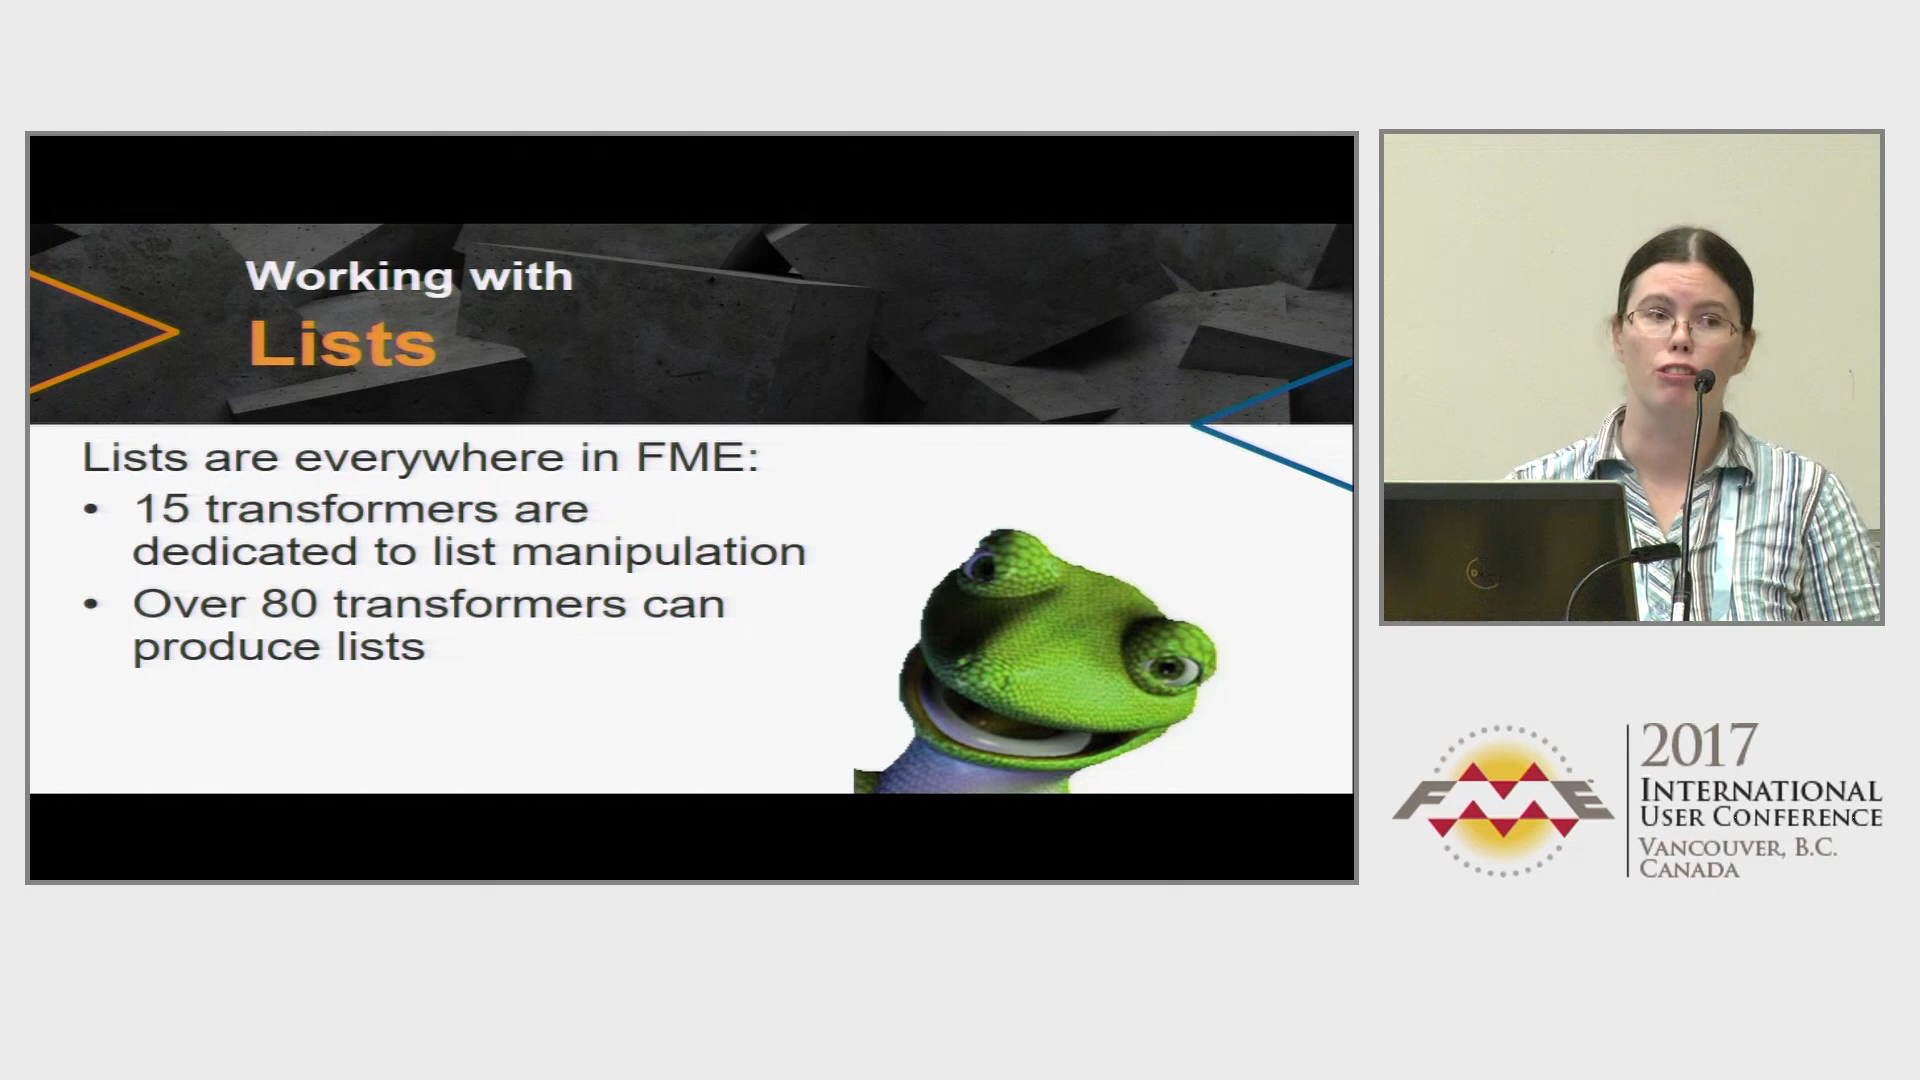 Working with
Lists
Lists are everywhere in FME:
• 15 transformers are
dedicated to list manipulation
• Over 80 transformers can
produce lists
FME
2017
INTERNATIONAL
USER CONFERENCE
VANCOUVER, B.C.
CANADA